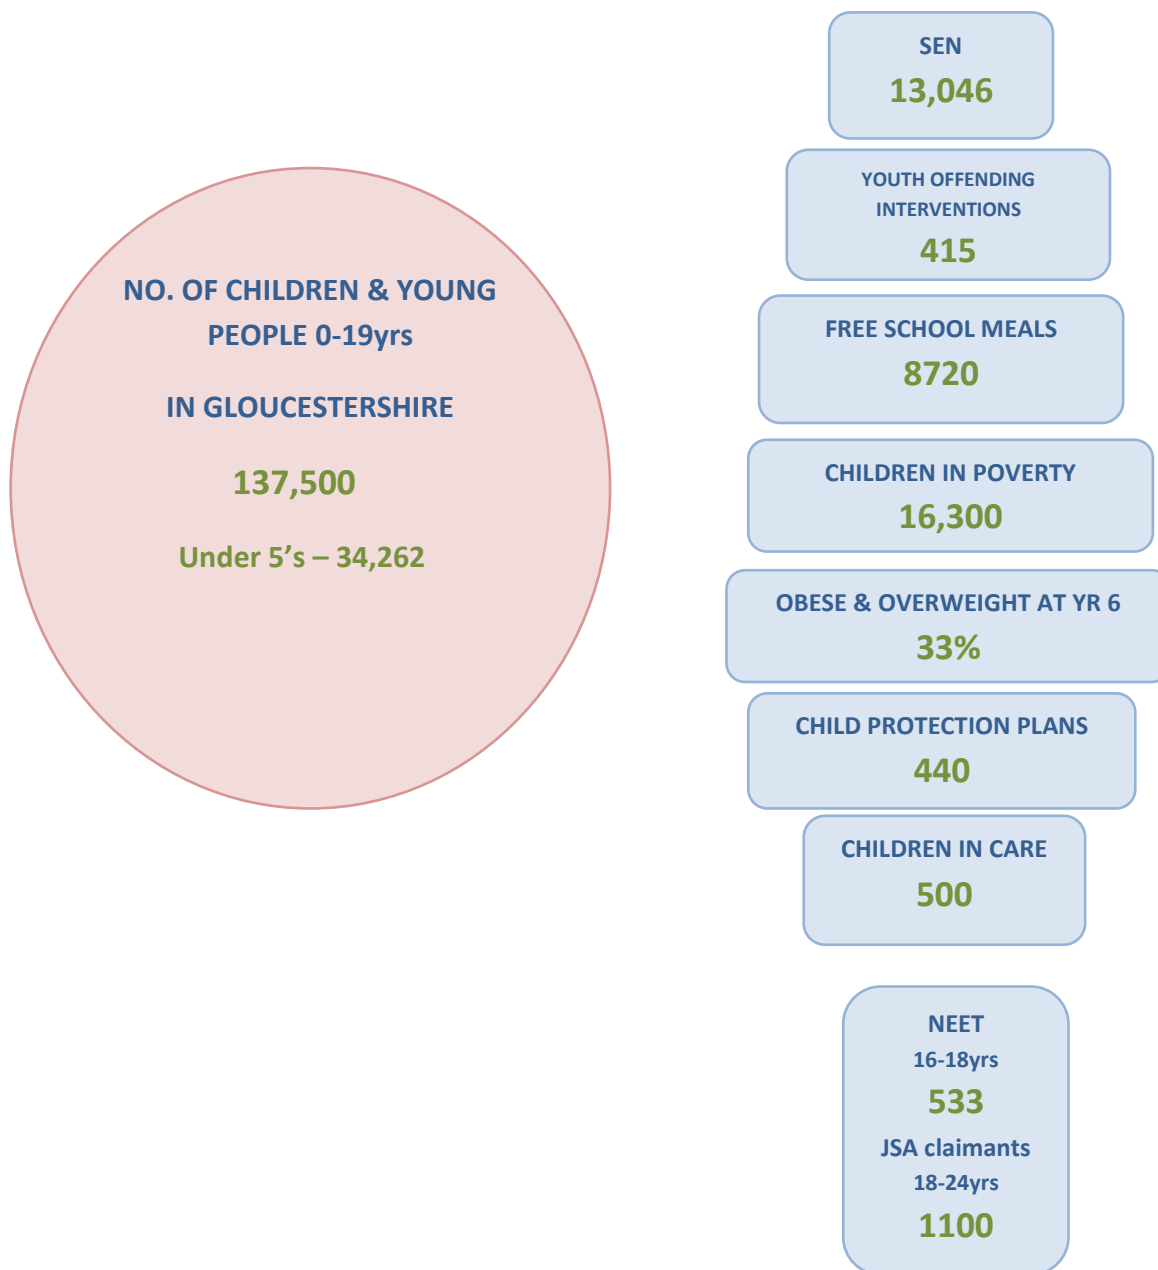 NO. OF CHILDREN & YOUNG
PEOPLE 0-19yrs
IN GLOUCESTERSHIRE
137,500
Under 5’s – 34,262
SEN
13,046
YOUTH OFFENDING
INTERVENTIONS
415
FREE SCHOOL MEALS
8720
CHILDREN IN POVERTY
16,300
OBESE & OVERWEIGHT AT YR 6
33%
CHILD PROTECTION PLANS
440
CHILDREN IN CARE
500
NEET
16-18yrs
533
JSA claimants
18-24yrs
1100